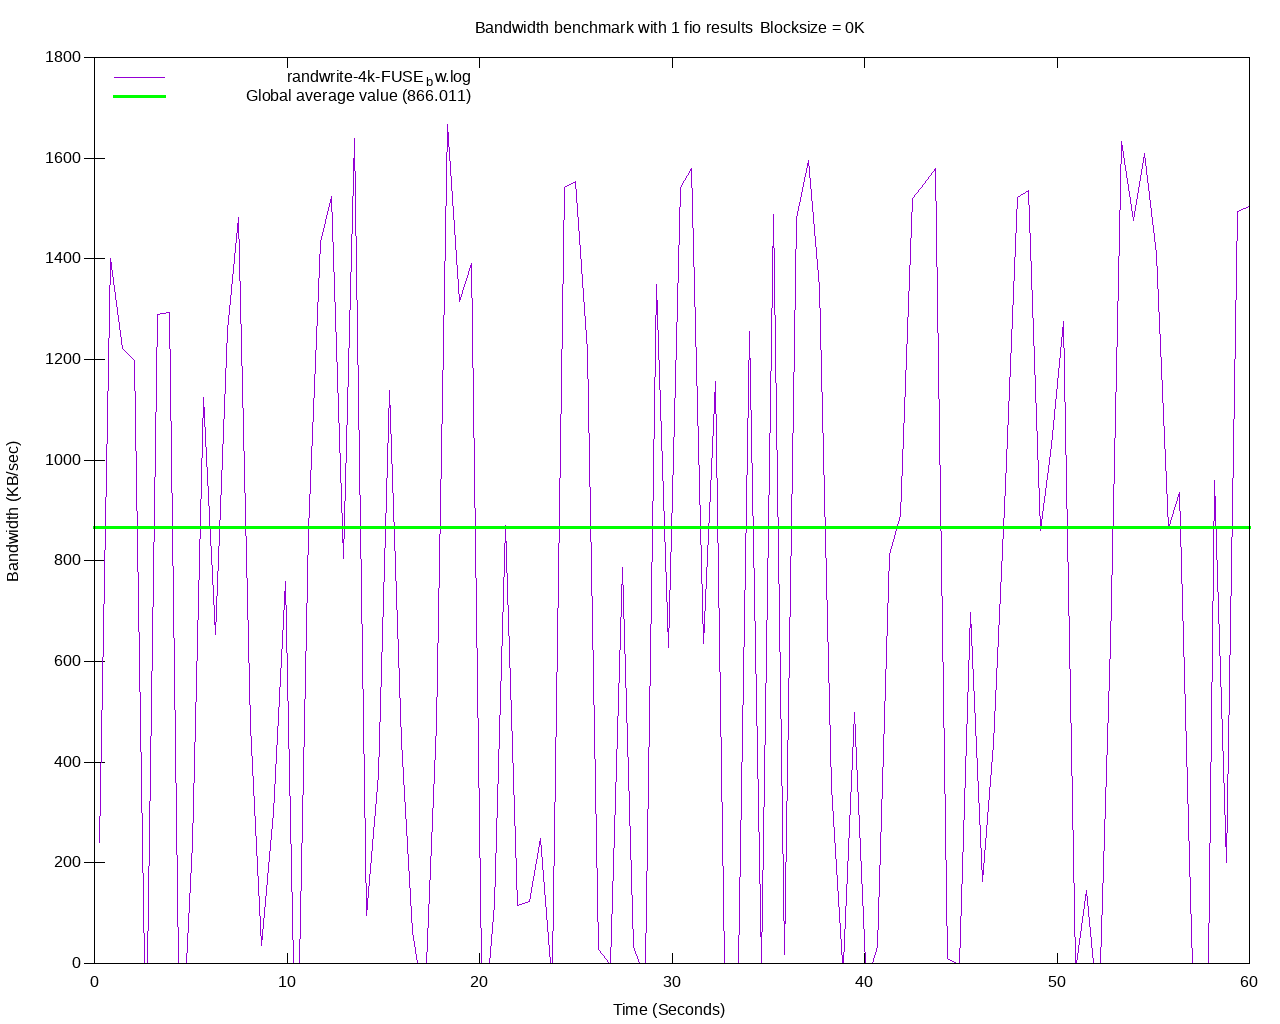 Bandwidth benchmark with 1 fio results Blocksize = 0K
randwrite-4k-FUSE_bw.log
Global average value (866.011)
1800
1600
1400
1200
1000
800
600
400
200
0
Bandwidth (KB/sec)
0 10 20 30 40 50 60
Time (Seconds)